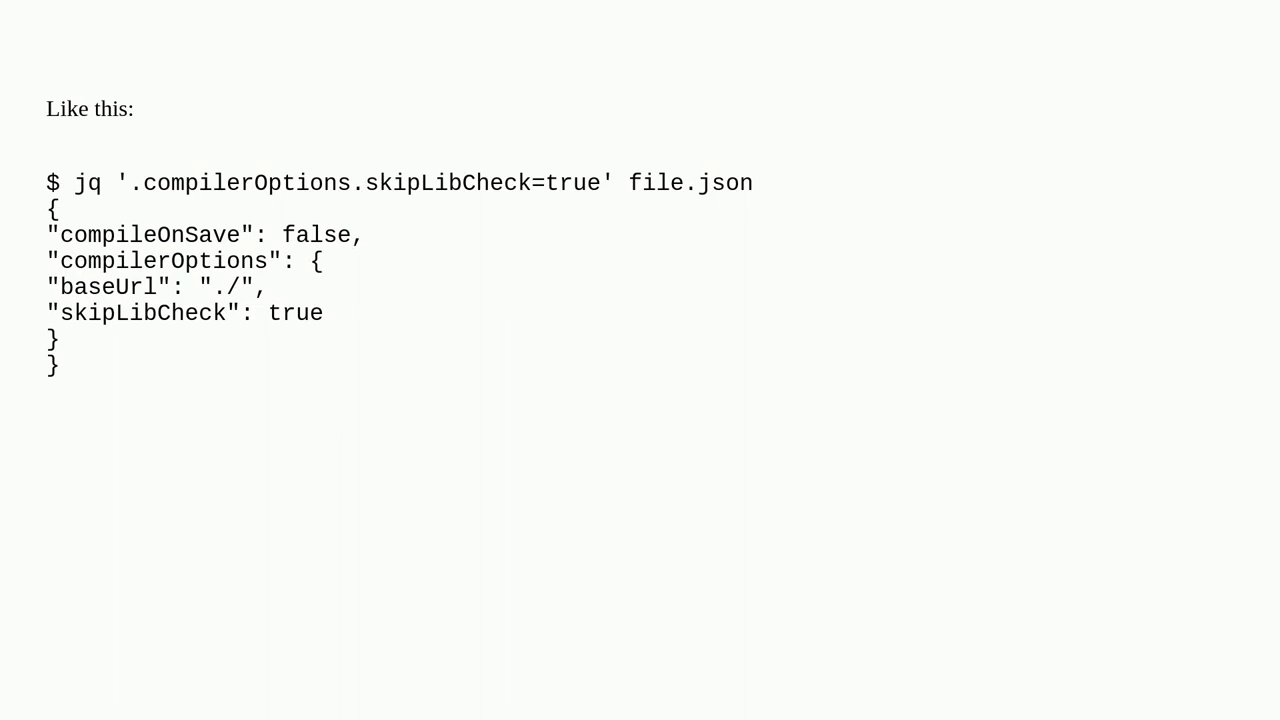 Like this:
$ jq '.compilerOptions.skipLibCheck=true' file.json
{
"compileOnSave": false,
"compilerOptions": {
"baseUrl": "./",
"skipLibCheck": true
}
}